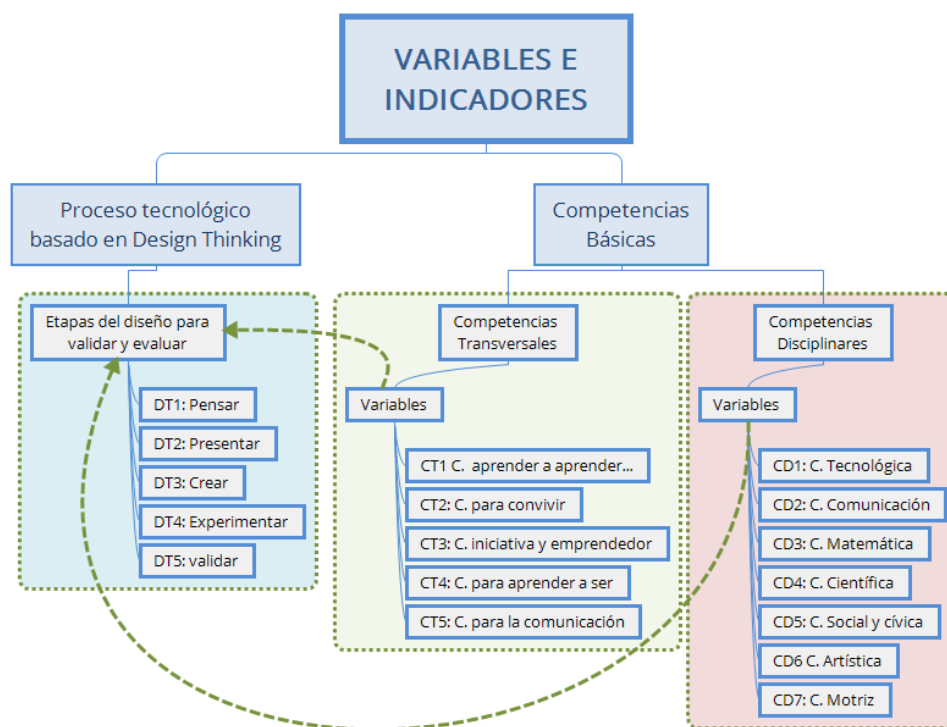 VARIABLES E
INDICADORES
Proceso tecnológico
basado en Design Thinking
Competencias
Básicas
Etapas del diseño para
validar y evaluar
DT1: Pensar
DT2: Presentar
DT3: Crear
DT4: Experimentar
DT5: validar
Competencias
Transversales
Variables
CT1 C. aprender a aprender...
CT2: C. para convivir
CT3: C. iniciativa y emprendedor
CT4: C. para aprender a ser
CT5: C. para la comunicación
Competencias
Disciplinares
Variables
CD1: C. Tecnológica
CD2: C. Comunicación
CD3: C. Matemática
CD4: C. Científica
CD5: C. Social y cívica
CD6 C. Artística
CD7: C. Motriz